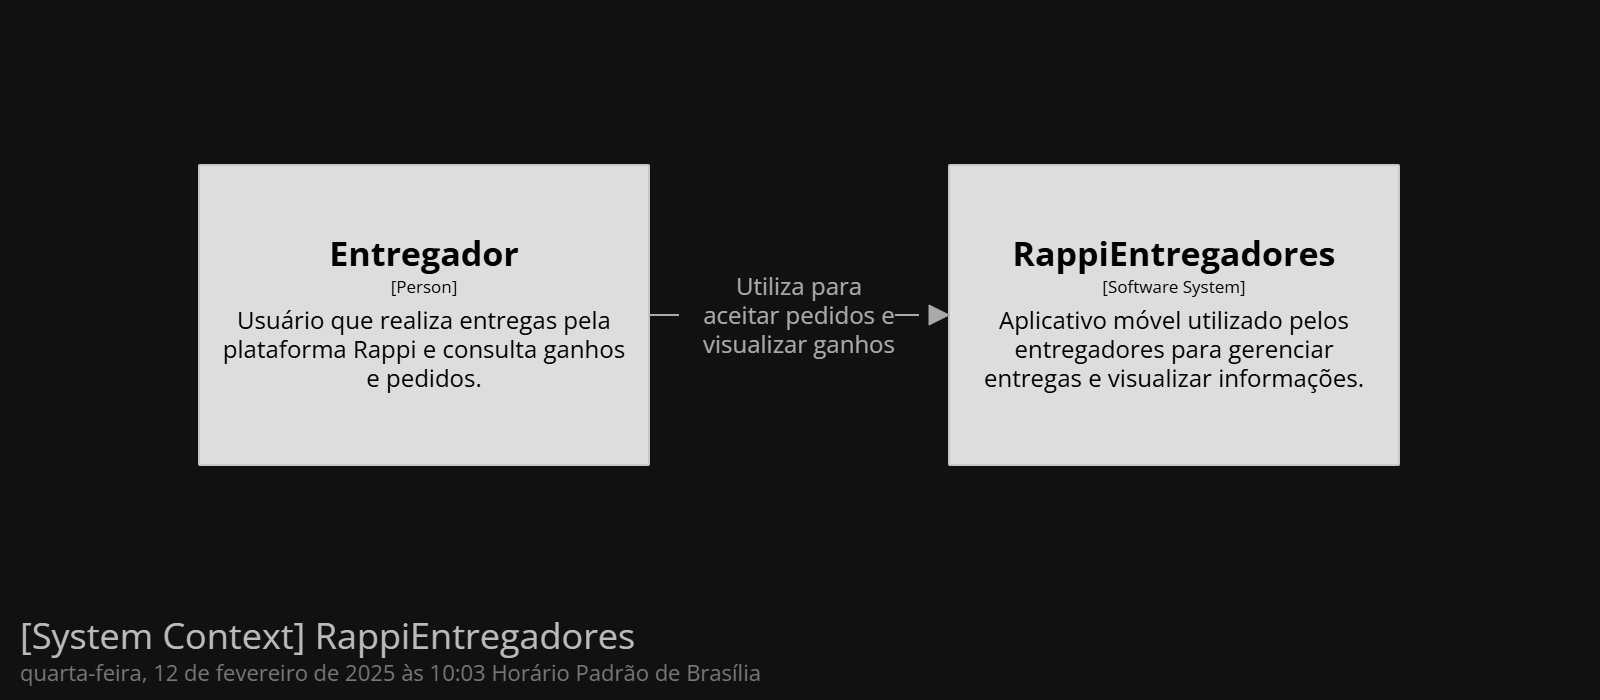 Entregador
[Person]
Usuário que realiza entregas pela
plataforma Rappi e consulta ganhos
e pedidos.
Utiliza para
aceitar pedidos e
visualizar ganhos
RappiEntregadores
[Software System]
Aplicativo móvel utilizado pelos
entregadores para gerenciar
entregas e visualizar informações.
[System Context] RappiEntregadores
quarta-feira, 12 de fevereiro de 2025 às 10:03 Horário Padrão de Brasília